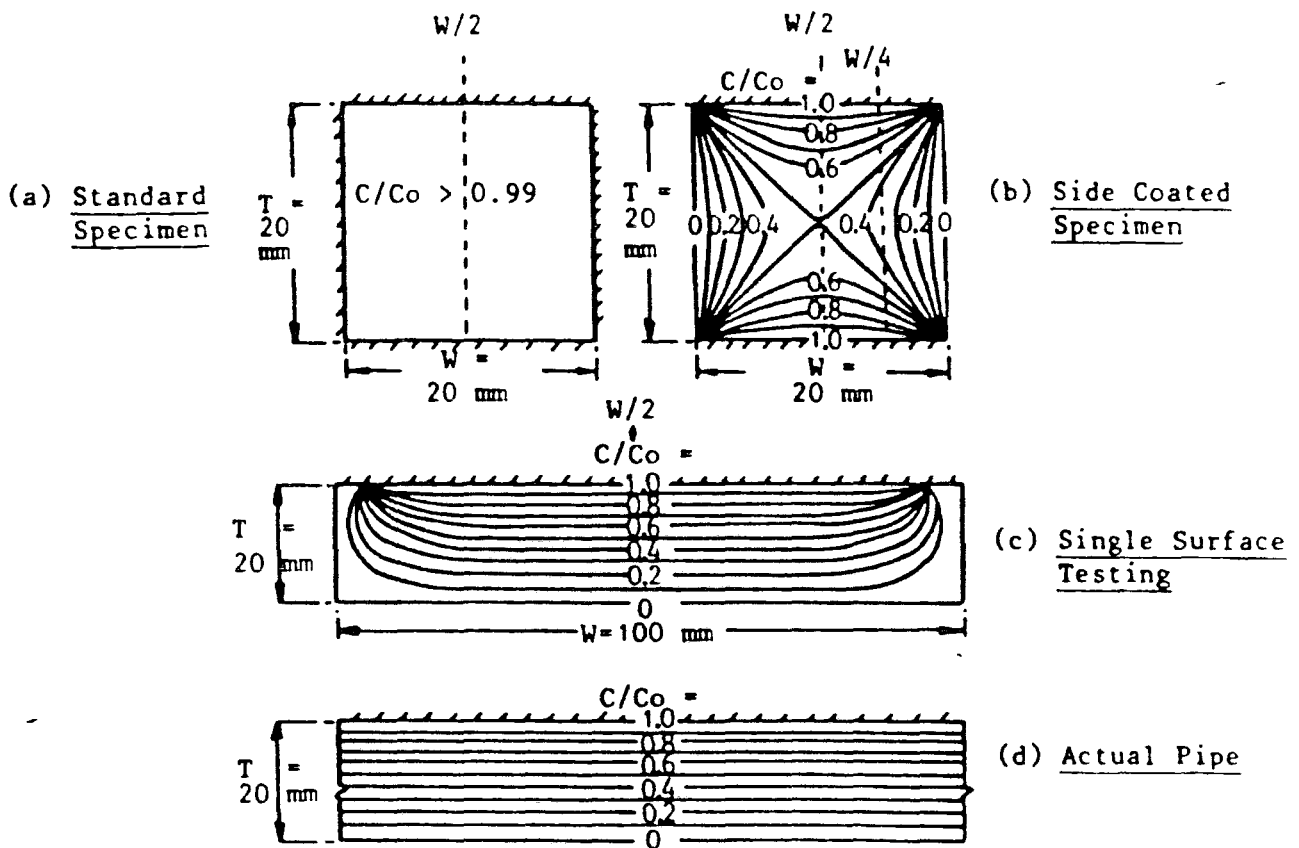 W/2
(a) Standard
Specimen
T =
20
mm
C/Co > 0.99
W =
20 mm
W/2
W/4
C/Co =
1.0
0.8
0.6
T =
20
mm
0 0.2 0.4
0.4 0.2 0
0.6
0.8
1.0
W =
20 mm
(b) Side Coated
Specimen
W/2
C/Co =
1.0
0.8
0.6
0.4
0.2
0
T =
20 mm
W=100 mm
(c) Single Surface
Testing
C/Co =
1.0
0.8
0.6
0.4
0.2
0
T =
20 mm
(d) Actual Pipe